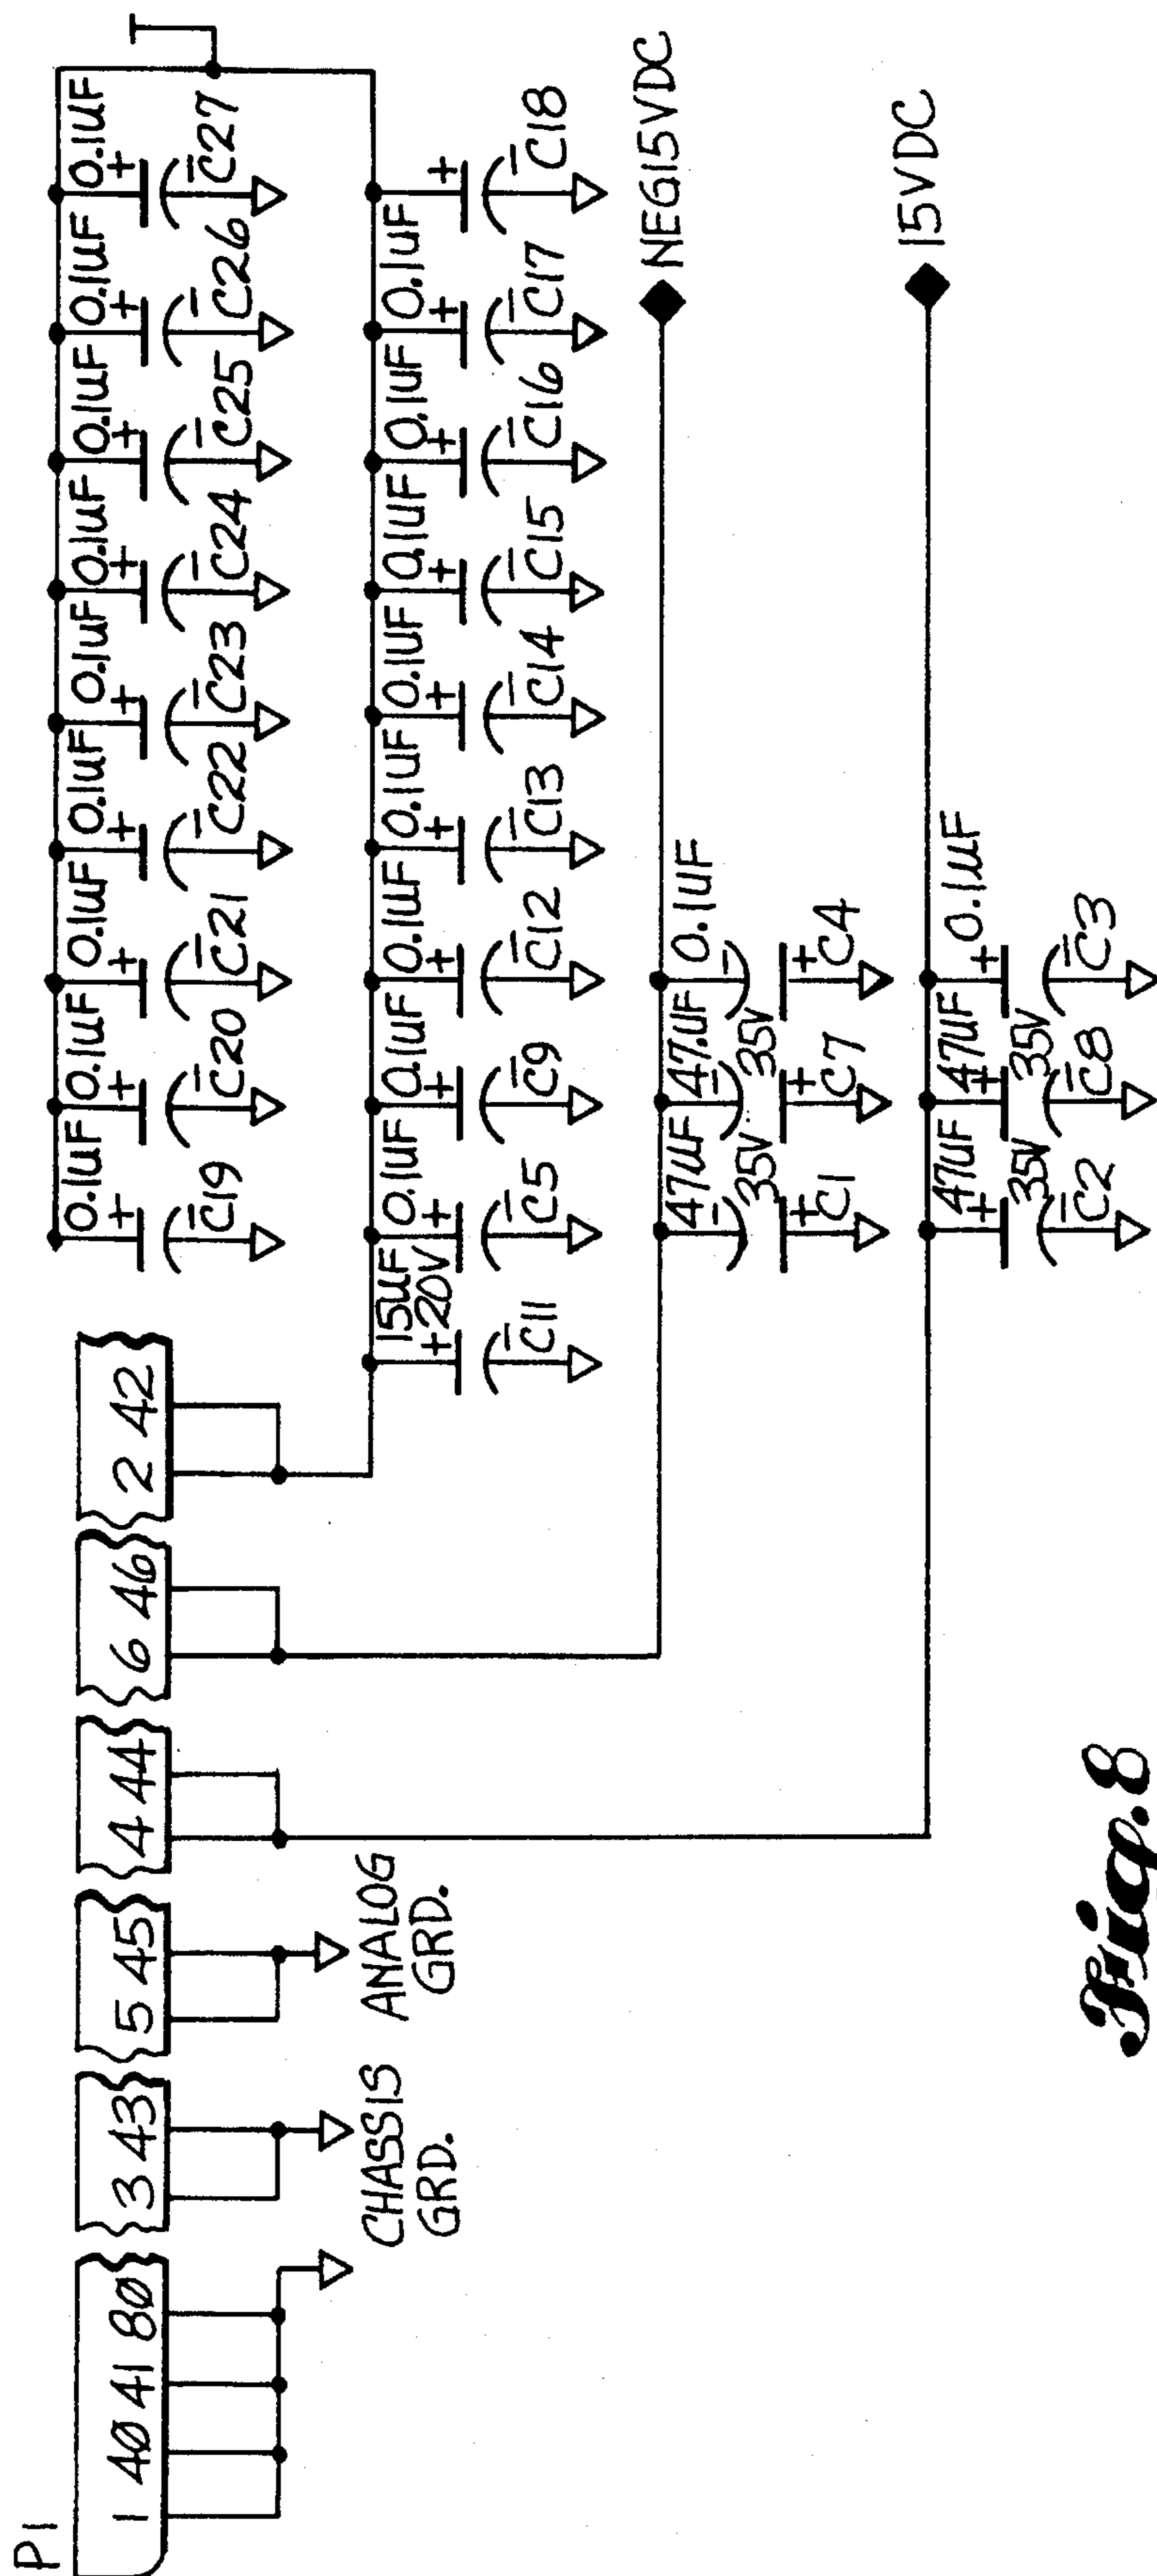 P1
1 40 41 80
3 43
5 45
4 44
6 46
2 42
0.1UF 0.1UF 0.1UF 0.1UF 0.1UF 0.1UF 0.1UF 0.1UF 0.1UF
+ + + + + + + + +
- - - - - - - - -
C19 C20 C21 C22 C23 C24 C25 C26 C27
CHASSIS
GRD.
ANALOG
GRD.
15UF 0.1UF 0.1UF 0.1UF 0.1UF 0.1UF 0.1UF 0.1UF 0.1UF
+20V + + + + + + + + +
- - - - - - - - - -
C11 C5 C9 C12 C13 C14 C15 C16 C17 C18
NEG15VDC
47UF 47.UF 0.1UF
- - -
35V 35V
+ + +
C1 C7 C4
15VDC
47UF 47UF 0.1UF
+ + +
35V 35V
- - -
C2 C8 C3
Fig. 8